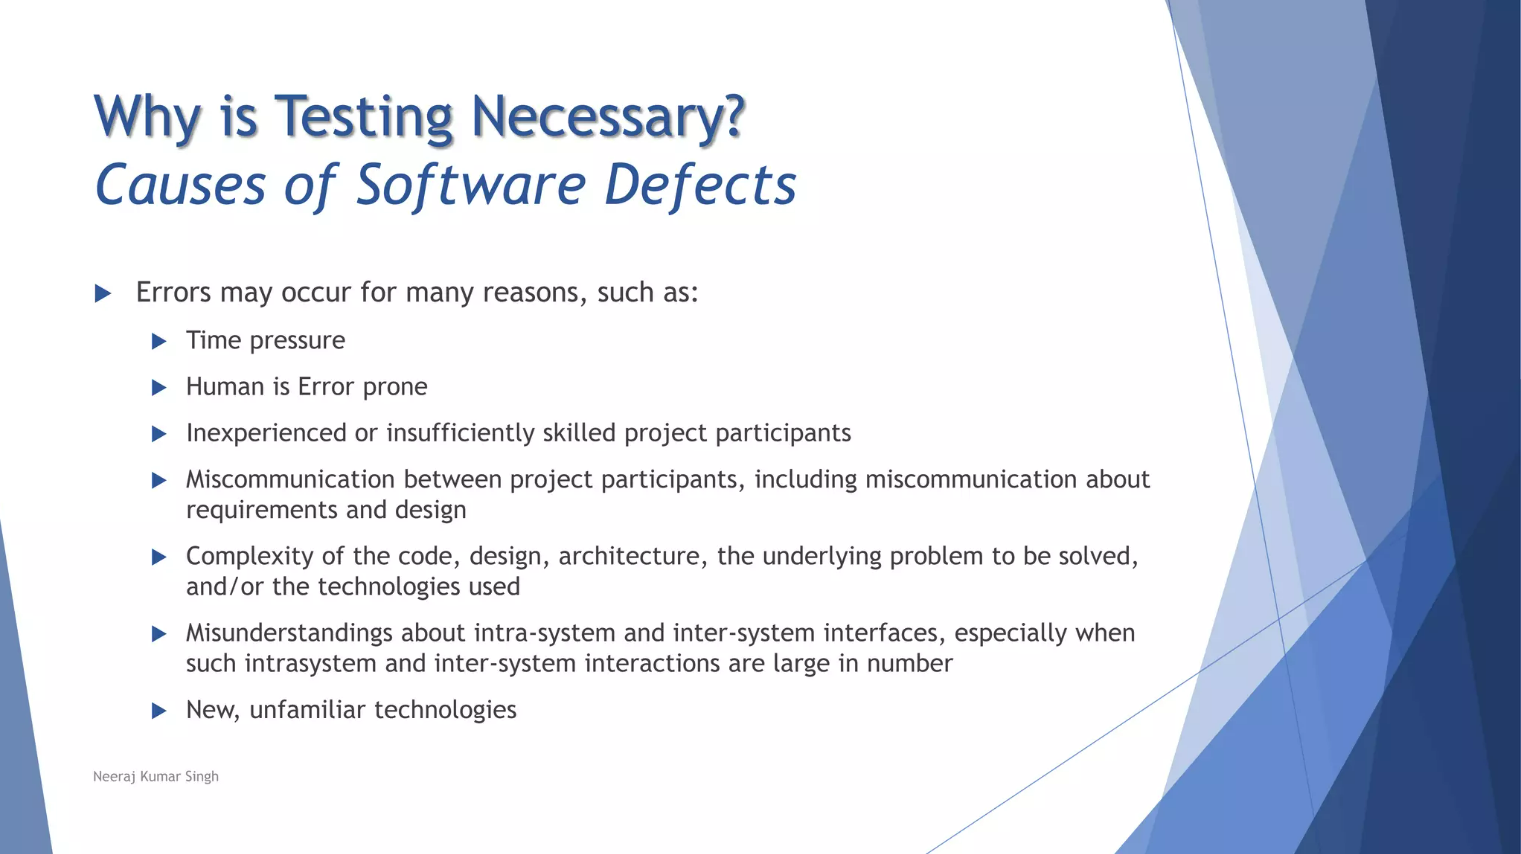 Why is Testing Necessary?
Causes of Software Defects
Errors may occur for many reasons, such as:
Time pressure
Human is Error prone
Inexperienced or insufficiently skilled project participants
Miscommunication between project participants, including miscommunication about
requirements and design
Complexity of the code, design, architecture, the underlying problem to be solved,
and/or the technologies used
Misunderstandings about intra-system and inter-system interfaces, especially when
such intrasystem and inter-system interactions are large in number
New, unfamiliar technologies
Neeraj Kumar Singh